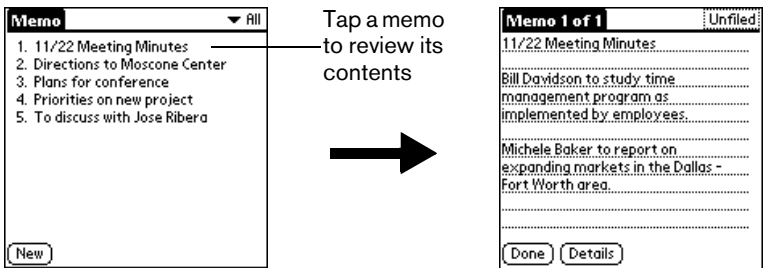 Memo
All
1. 11/22 Meeting Minutes
2. Directions to Moscone Center
3. Plans for conference
4. Priorities on new project
5. To discuss with Jose Ribera
New
Tap a memo
to review its
contents
Memo 1 of 1
Unfiled
11/22 Meeting Minutes
Bill Davidson to study time
management program as
implemented by employees.
Michele Baker to report on
expanding markets in the Dallas -
Fort Worth area.
Done
Details